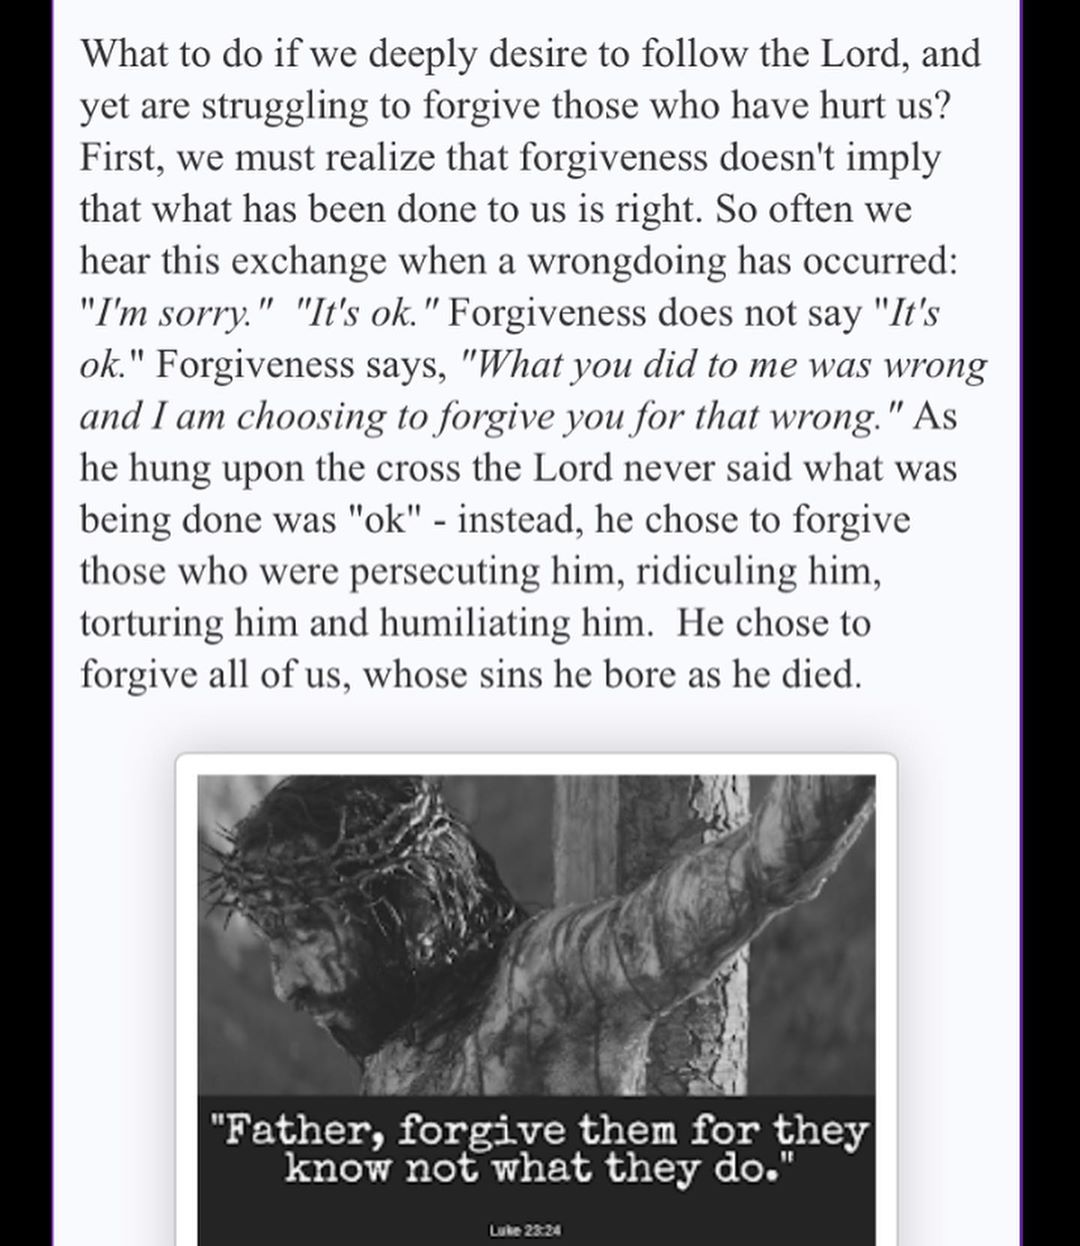 What to do if we deeply desire to follow the Lord, and
yet are struggling to forgive those who have hurt us?
First, we must realize that forgiveness doesn't imply
that what has been done to us is right. So often we
hear this exchange when a wrongdoing has occurred:
"I'm sorry."  "It's ok." Forgiveness does not say "It's
ok." Forgiveness says, "What you did to me was wrong
and I am choosing to forgive you for that wrong." As
he hung upon the cross the Lord never said what was
being done was "ok" - instead, he chose to forgive
those who were persecuting him, ridiculing him,
torturing him and humiliating him.  He chose to
forgive all of us, whose sins he bore as he died.
"Father, forgive them for they
know not what they do."
Luke 23:24